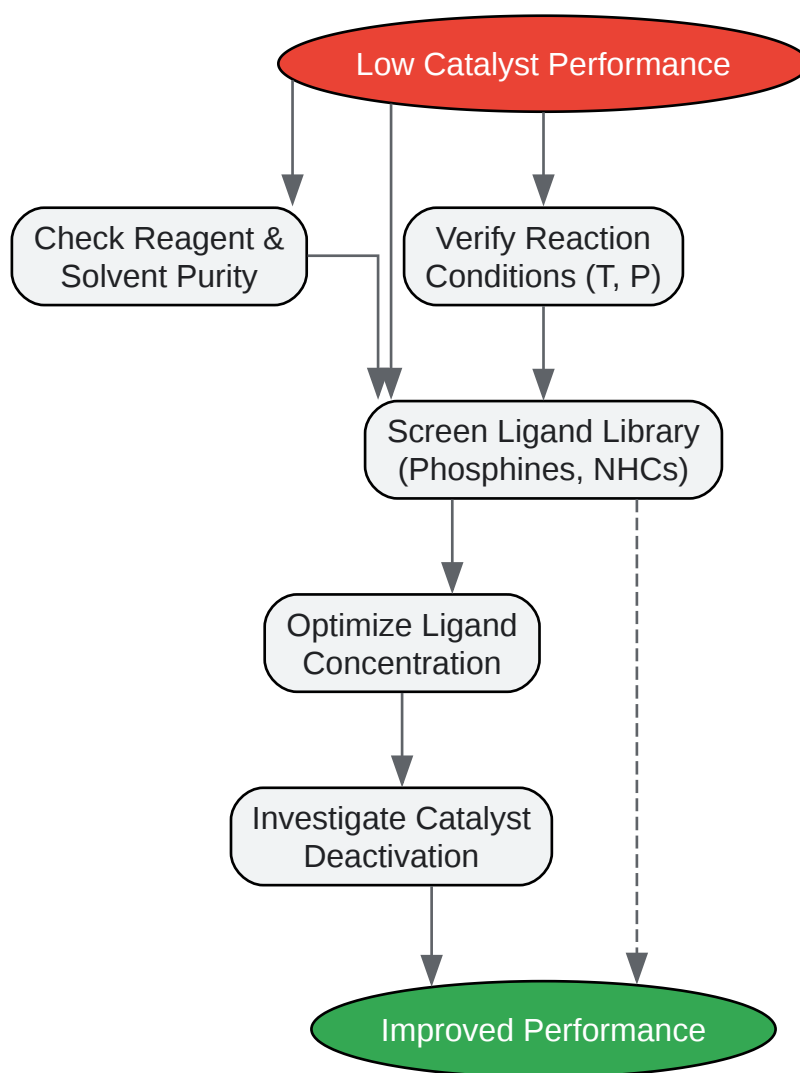 Low Catalyst Performance
Check Reagent &
Solvent Purity
Verify Reaction
Conditions (T, P)
Screen Ligand Library
(Phosphines, NHCs)
Optimize Ligand
Concentration
Investigate Catalyst
Deactivation
Improved Performance